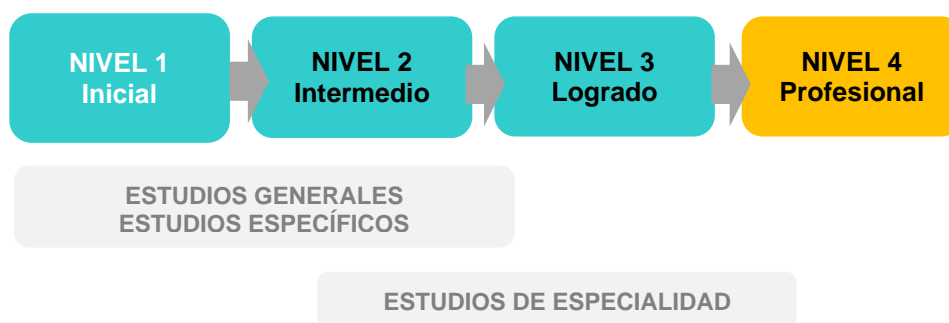 NIVEL 1
Inicial
NIVEL 2
Intermedio
NIVEL 3
Logrado
NIVEL 4
Profesional
ESTUDIOS GENERALES
ESTUDIOS ESPECÍFICOS
ESTUDIOS DE ESPECIALIDAD